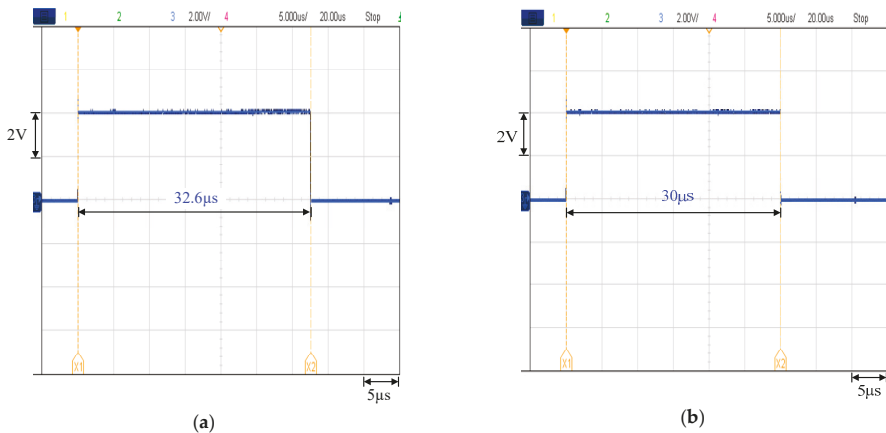 1 2 3 2.00V/ 4 5.000us/ 20.00us Stop
2V
32.6µs
X1 X2
5µs
(a)
1 2 3 2.00V/ 4 5.000us/ 20.00us Stop
2V
30µs
X1 X2
5µs
(b)